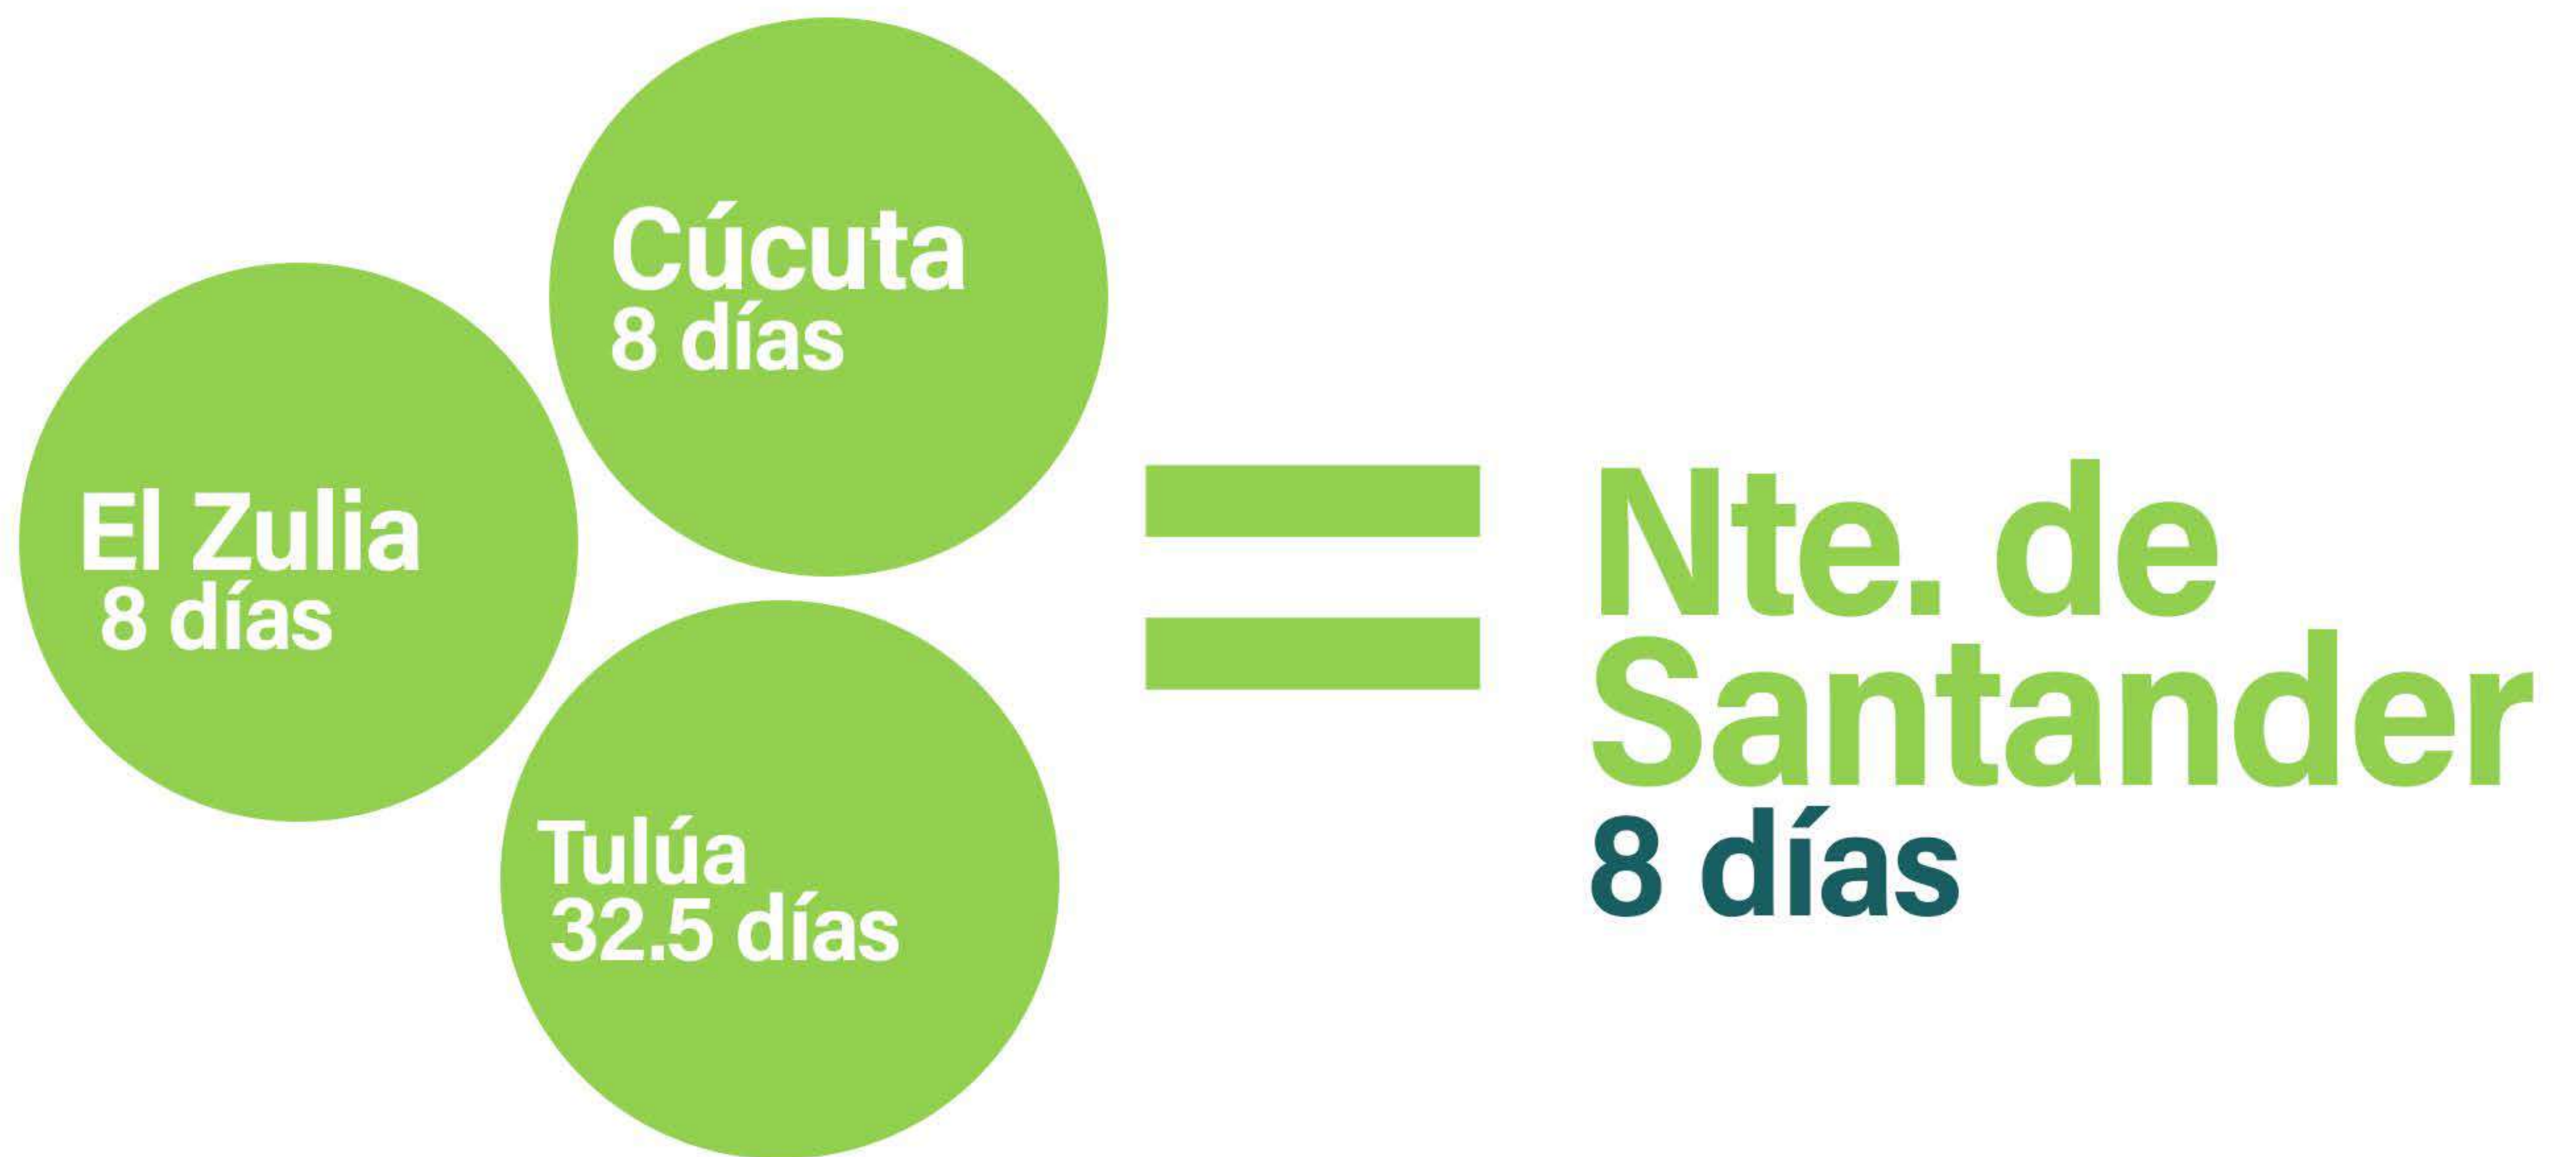 Cúcuta
8 días
El Zulia
8 días
Tulúa
32.5 días
Nte. de
Santander
8 días